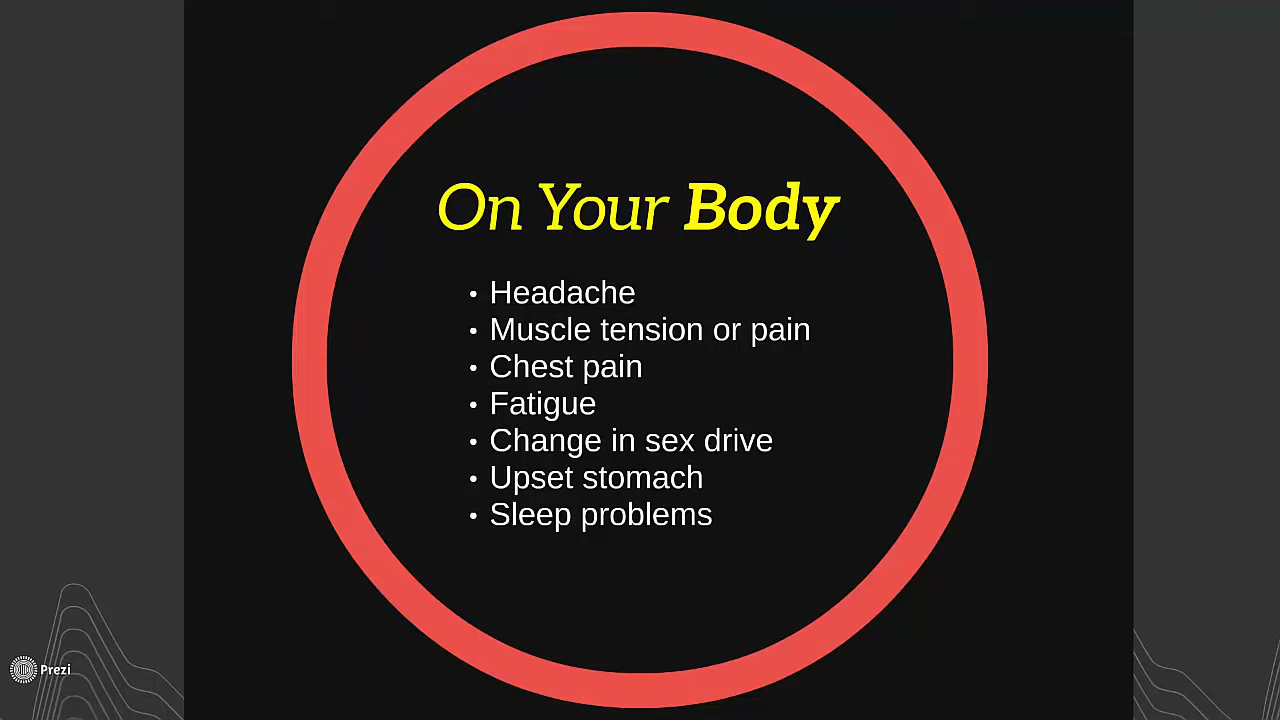 On Your Body
• Headache
• Muscle tension or pain
• Chest pain
• Fatigue
• Change in sex drive
• Upset stomach
• Sleep problems
Prezi